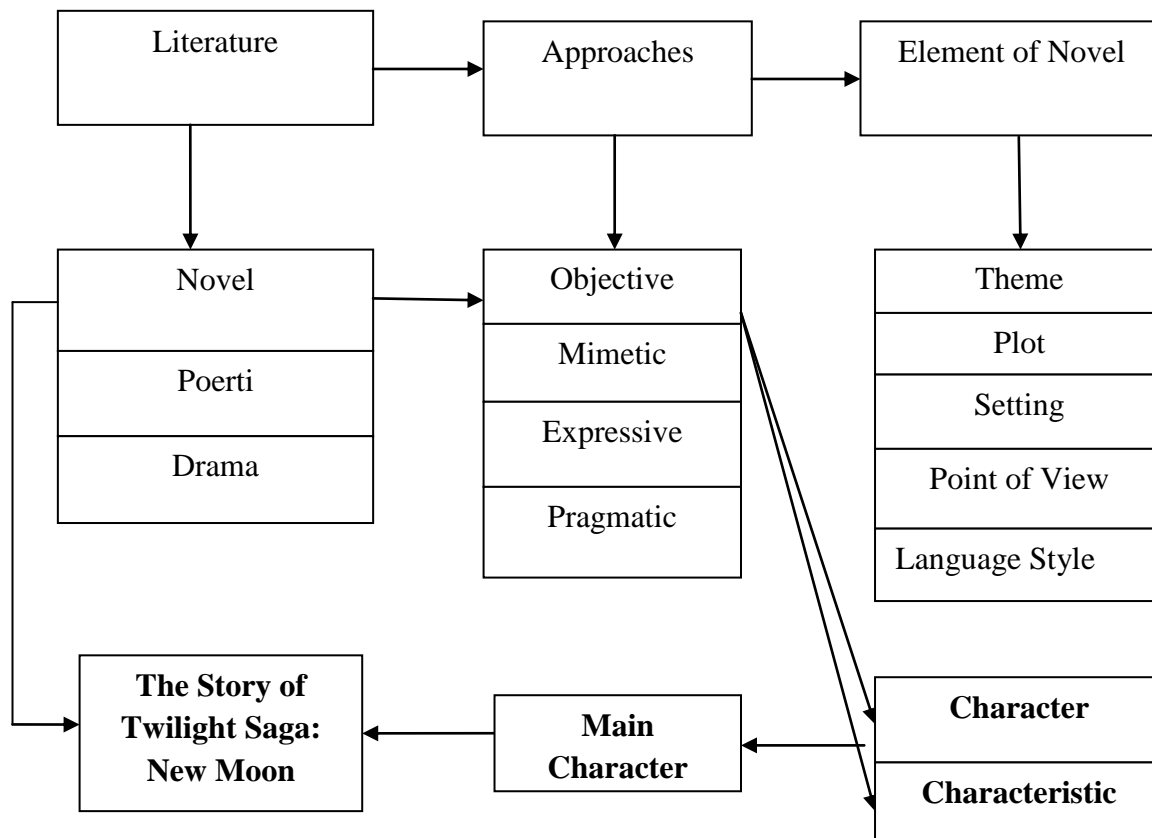 Literature
Approaches
Element of Novel
Novel
Poerti
Drama
Objective
Mimetic
Expressive
Pragmatic
Theme
Plot
Setting
Point of View
Language Style
The Story of
Twilight Saga:
New Moon
Main
Character
Character
Characteristic